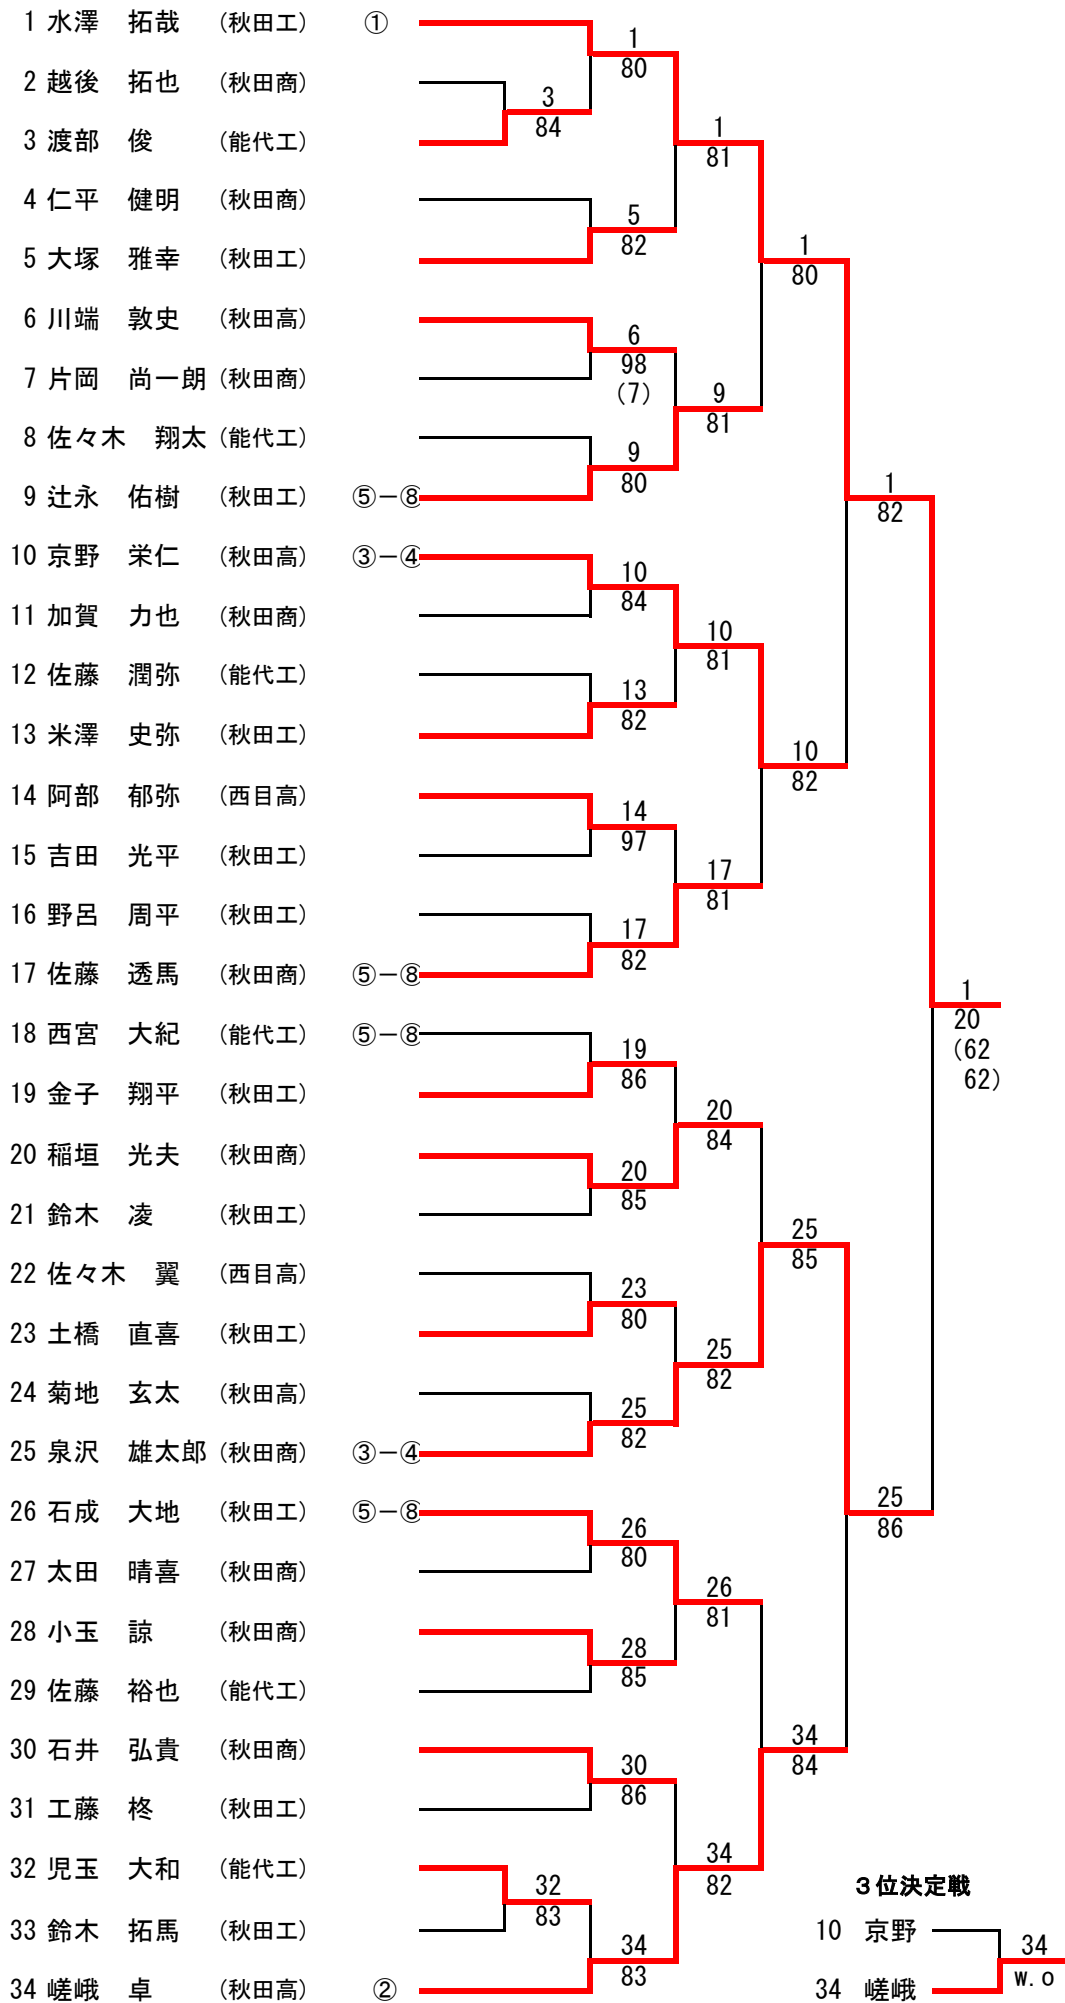 1 水澤　拓哉 (秋田工) ①
2 越後　拓也 (秋田商)
3 渡部　俊 (能代工)
4 仁平　健明 (秋田商)
5 大塚　雅幸 (秋田工)
6 川端　敦史 (秋田高)
7 片岡　尚一朗 (秋田商)
8 佐々木　翔太 (能代工)
9 辻永　佑樹 (秋田工) ⑤－⑧
10 京野　栄仁 (秋田高) ③－④
11 加賀　力也 (秋田商)
12 佐藤　潤弥 (能代工)
13 米澤　史弥 (秋田工)
14 阿部　郁弥 (西目高)
15 吉田　光平 (秋田工)
16 野呂　周平 (秋田工)
17 佐藤　透馬 (秋田商) ⑤－⑧
18 西宮　大紀 (能代工) ⑤－⑧
19 金子　翔平 (秋田工)
20 稲垣　光夫 (秋田商)
21 鈴木　凌 (秋田工)
22 佐々木　翼 (西目高)
23 土橋　直喜 (秋田工)
24 菊地　玄太 (秋田高)
25 泉沢　雄太郎 (秋田商) ③－④
26 石成　大地 (秋田工) ⑤－⑧
27 太田　晴喜 (秋田商)
28 小玉　諒 (秋田商)
29 佐藤　裕也 (能代工)
30 石井　弘貴 (秋田商)
31 工藤　柊 (秋田工)
32 児玉　大和 (能代工)
33 鈴木　拓馬 (秋田工)
34 嵯峨　卓 (秋田高) ②
3
84
32
83
1
80
5
82
6
98
(7)
9
80
10
84
13
82
14
97
17
82
19
86
20
85
23
80
25
82
26
80
28
85
30
86
34
83
1
81
9
81
10
81
17
81
20
84
25
82
26
81
34
82
1
80
10
82
25
85
34
84
1
82
25
86
1
20
(62
62)
３位決定戦
10 京野
34 嵯峨
34
w.o